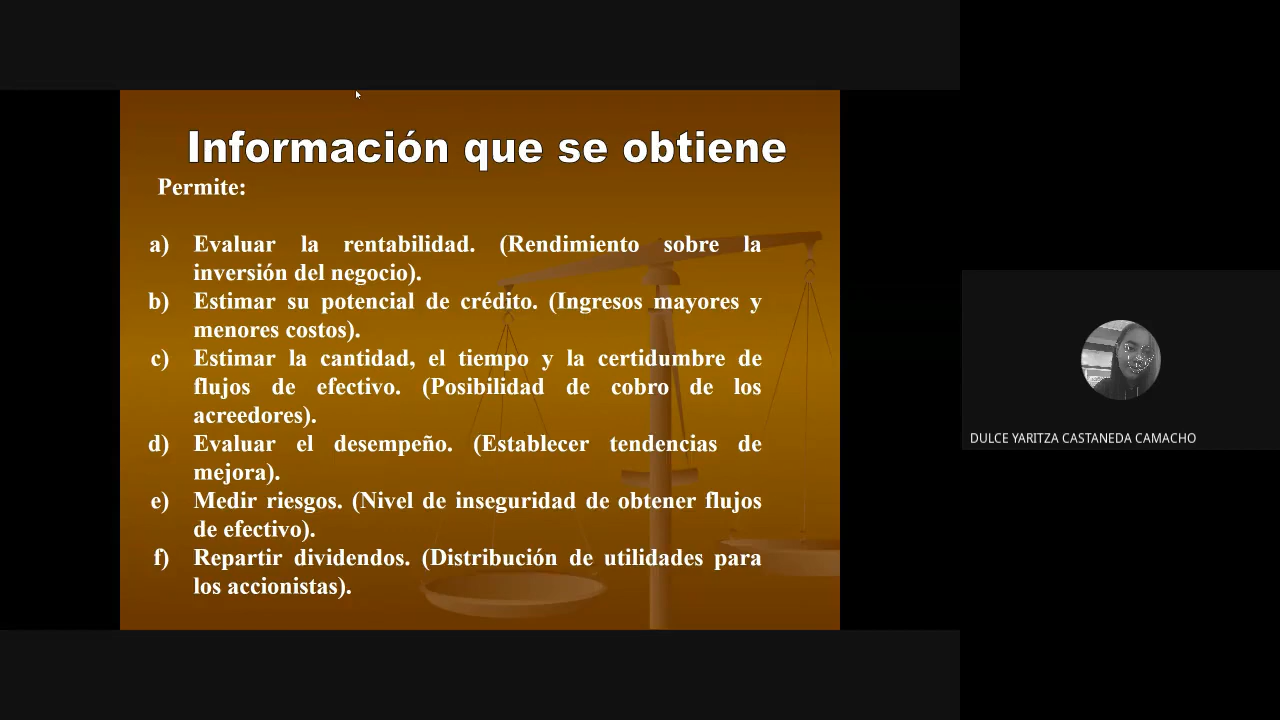 Información que se obtiene
Permite:
a) Evaluar la rentabilidad. (Rendimiento sobre la
inversión del negocio).
b) Estimar su potencial de crédito. (Ingresos mayores y
menores costos).
c) Estimar la cantidad, el tiempo y la certidumbre de
flujos de efectivo. (Posibilidad de cobro de los
acreedores).
d) Evaluar el desempeño. (Establecer tendencias de
mejora).
e) Medir riesgos. (Nivel de inseguridad de obtener flujos
de efectivo).
f) Repartir dividendos. (Distribución de utilidades para
los accionistas).
DULCE YARITZA CASTANEDA CAMACHO